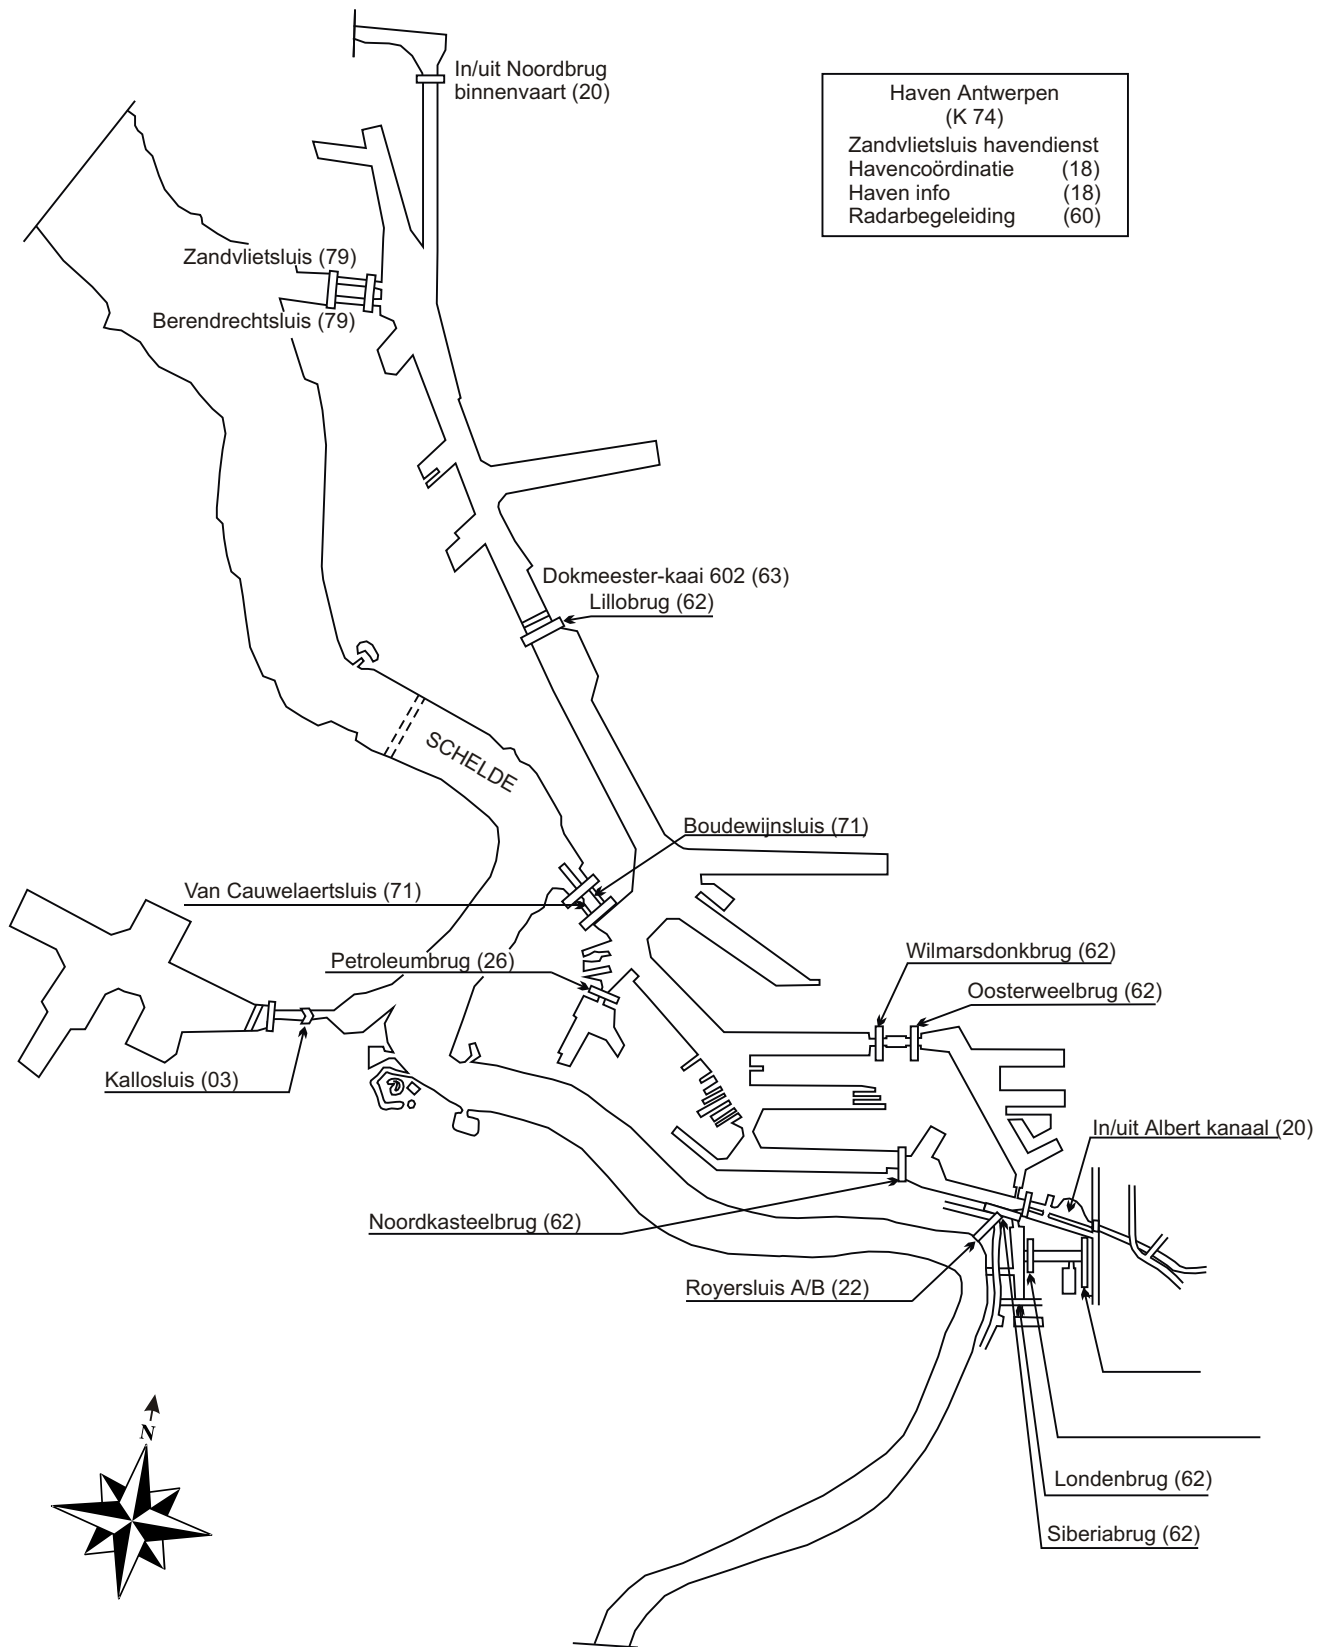 In/uit Noordbrug
binnenvaart (20)
Haven Antwerpen
(K 74)
Zandvlietsluis havendienst
Havencoördinatie (18)
Haven info (18)
Radarbegeleiding (60)
Zandvlietsluis (79)
Berendrechtsluis (79)
Dokmeester-kaai 602 (63)
Lillobrug (62)
SCHELDE
Boudewijnsluis (71)
Van Cauwelaertsluis (71)
Petroleumbrug (26)
Wilmarsdonkbrug (62)
Oosterweelbrug (62)
Kallosluis (03)
In/uit Albert kanaal (20)
Noordkasteelbrug (62)
Royersluis A/B (22)
N
Londenbrug (62)
Siberiabrug (62)